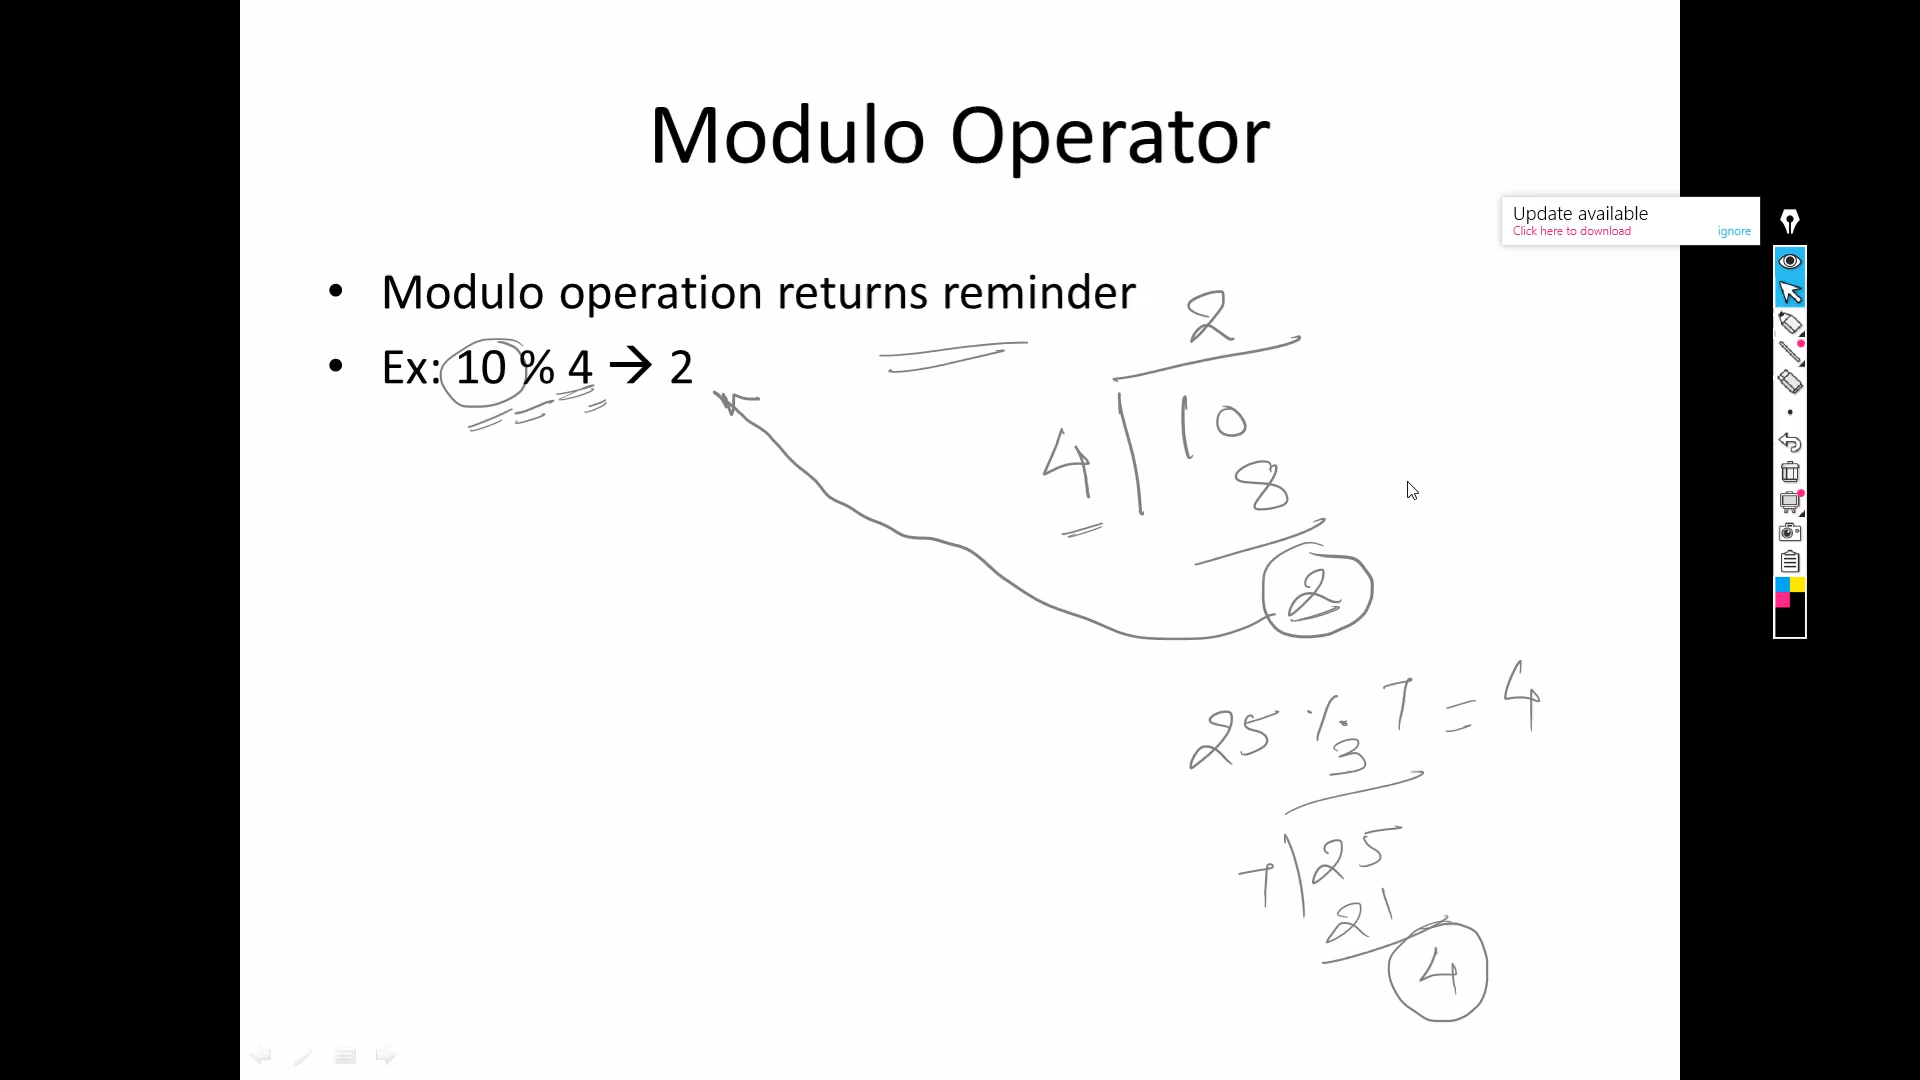 Modulo Operator
Update available
Click here to download ignore
• Modulo operation returns reminder
• Ex: 10 % 4 → 2
2
4 10
8
2
25 % 7 = 4
3
7 25
21
4